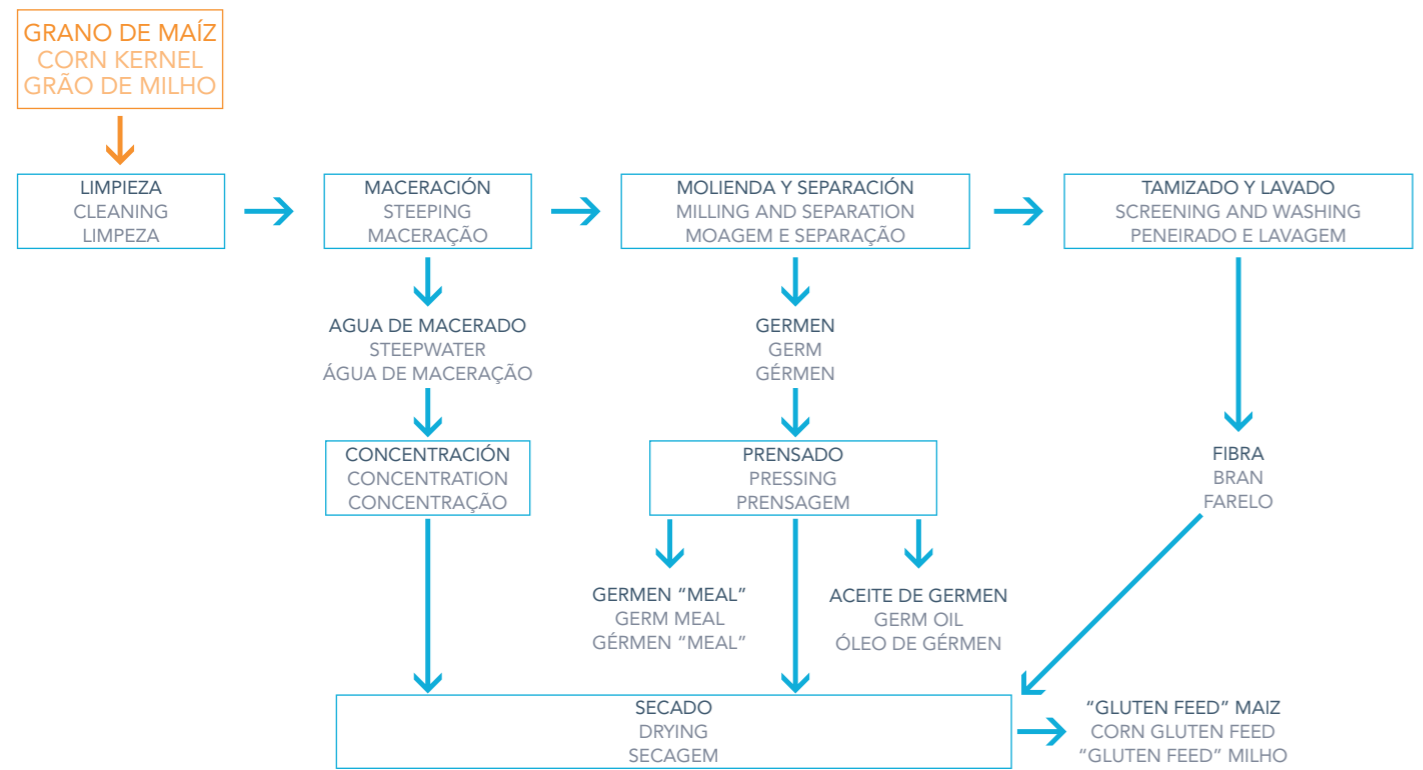 GRANO DE MAÍZ
CORN KERNEL
GRÃO DE MILHO
LIMPIEZA
CLEANING
LIMPEZA
MACERACIÓN
STEEPING
MACERAÇÃO
MOLIENDA Y SEPARACIÓN
MILLING AND SEPARATION
MOAGEM E SEPARAÇÃO
TAMIZADO Y LAVADO
SCREENING AND WASHING
PENEIRADO E LAVAGEM
AGUA DE MACERADO
STEEPWATER
ÁGUA DE MACERAÇÃO
GERMEN
GERM
GÉRMEN
CONCENTRACIÓN
CONCENTRATION
CONCENTRAÇÃO
PRENSADO
PRESSING
PRENSAGEM
FIBRA
BRAN
FARELO
GERMEN “MEAL”
GERM MEAL
GÉRMEN “MEAL”
ACEITE DE GERMEN
GERM OIL
ÓLEO DE GÉRMEN
SECADO
DRYING
SECAGEM
“GLUTEN FEED” MAIZ
CORN GLUTEN FEED
“GLUTEN FEED” MILHO